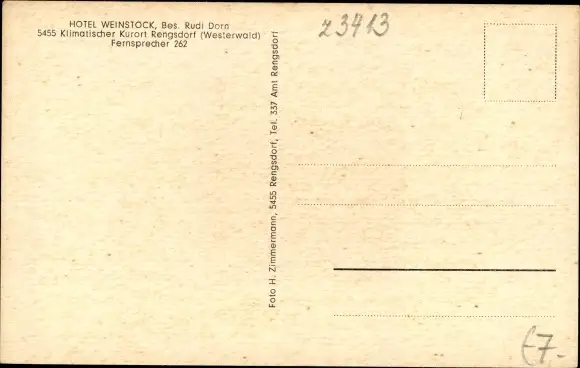 HOTEL WEINSTOCK, Bes. Rudi Dorn
5455 Klimatischer Kurort Rengsdorf (Westerwald)
Fernsprecher 262
z3413
Foto H. Zimmermann, 5455 Rengsdorf, Tel. 337 Amt Rengsdorf
€7.-